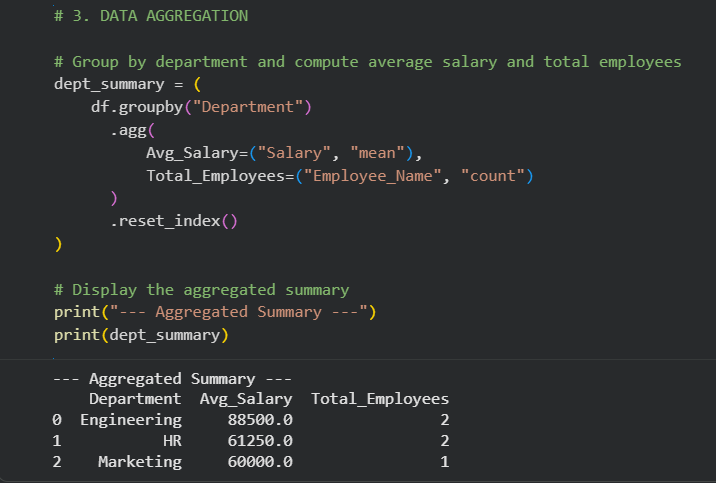 # 3. DATA AGGREGATION
# Group by department and compute average salary and total employees
dept_summary = (
    df.groupby("Department")
      .agg(
          Avg_Salary=("Salary", "mean"),
          Total_Employees=("Employee_Name", "count")
      )
      .reset_index()
)
# Display the aggregated summary
print("--- Aggregated Summary ---")
print(dept_summary)
--- Aggregated Summary ---
    Department  Avg_Salary  Total_Employees
0  Engineering     88500.0                2
1           HR     61250.0                2
2    Marketing     60000.0                1